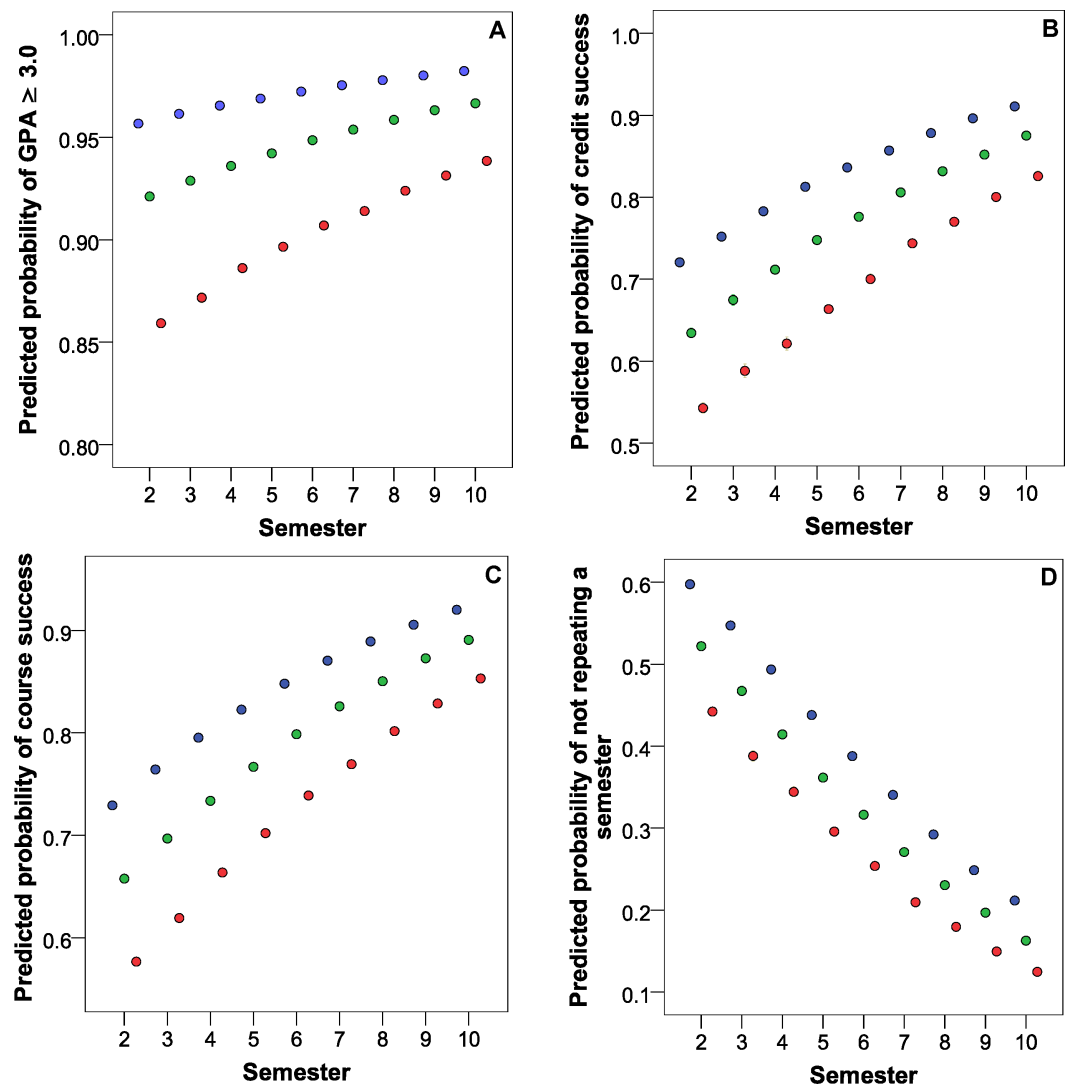 A
Predicted probability of GPA ≥ 3.0
1.00
0.95
0.90
0.85
0.80
2 3 4 5 6 7 8 9 10
Semester
B
Predicted probability of credit success
1.0
0.9
0.8
0.7
0.6
0.5
2 3 4 5 6 7 8 9 10
Semester
C
Predicted probability of course success
0.9
0.8
0.7
0.6
2 3 4 5 6 7 8 9 10
Semester
D
Predicted probability of not repeating a
semester
0.6
0.5
0.4
0.3
0.2
0.1
2 3 4 5 6 7 8 9 10
Semester